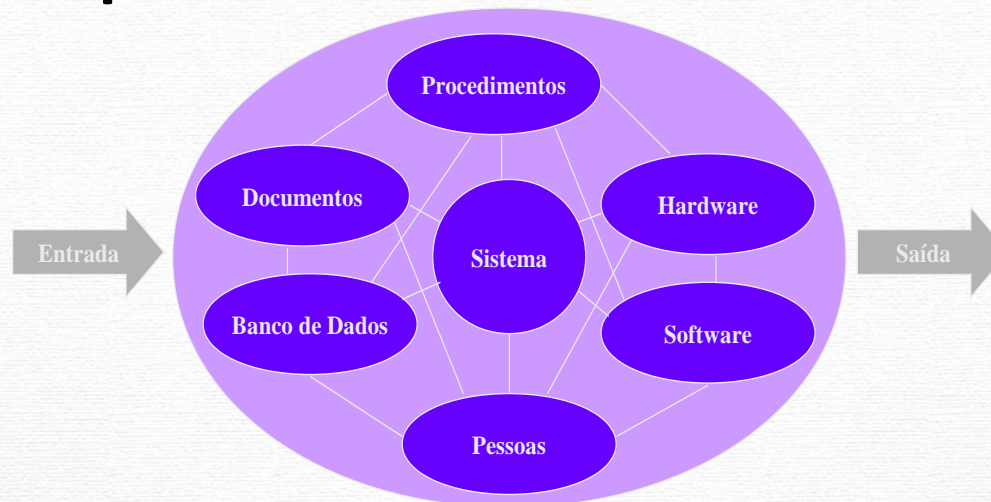 Procedimentos
Documentos
Hardware
Entrada
Sistema
Saída
Banco de Dados
Software
Pessoas